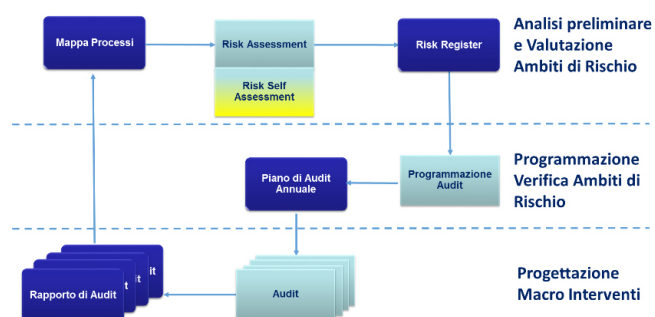 Mappa Processi
Risk Assessment
Risk Self
Assessment
Risk Register
Analisi preliminare
e Valutazione
Ambiti di Rischio
Piano di Audit
Annuale
Programmazione
Audit
Programmazione
Verifica Ambiti di
Rischio
Rapporto di Audit
Audit
Progettazione
Macro Interventi